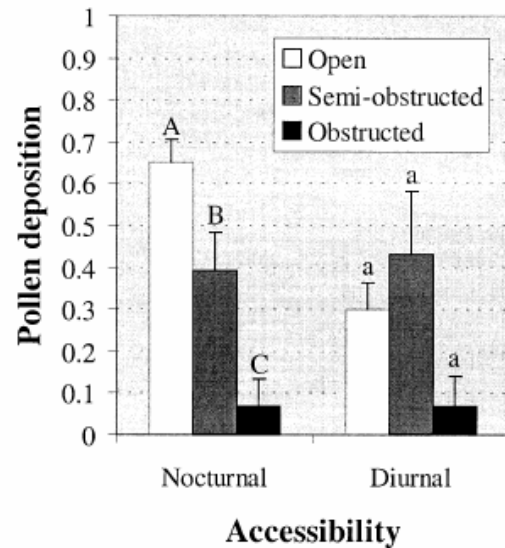 Pollen deposition
1
0.9
0.8
0.7
0.6
0.5
0.4
0.3
0.2
0.1
0
Open
Semi-obstructed
Obstructed
A
B
C
a
a
a
Nocturnal Diurnal
Accessibility